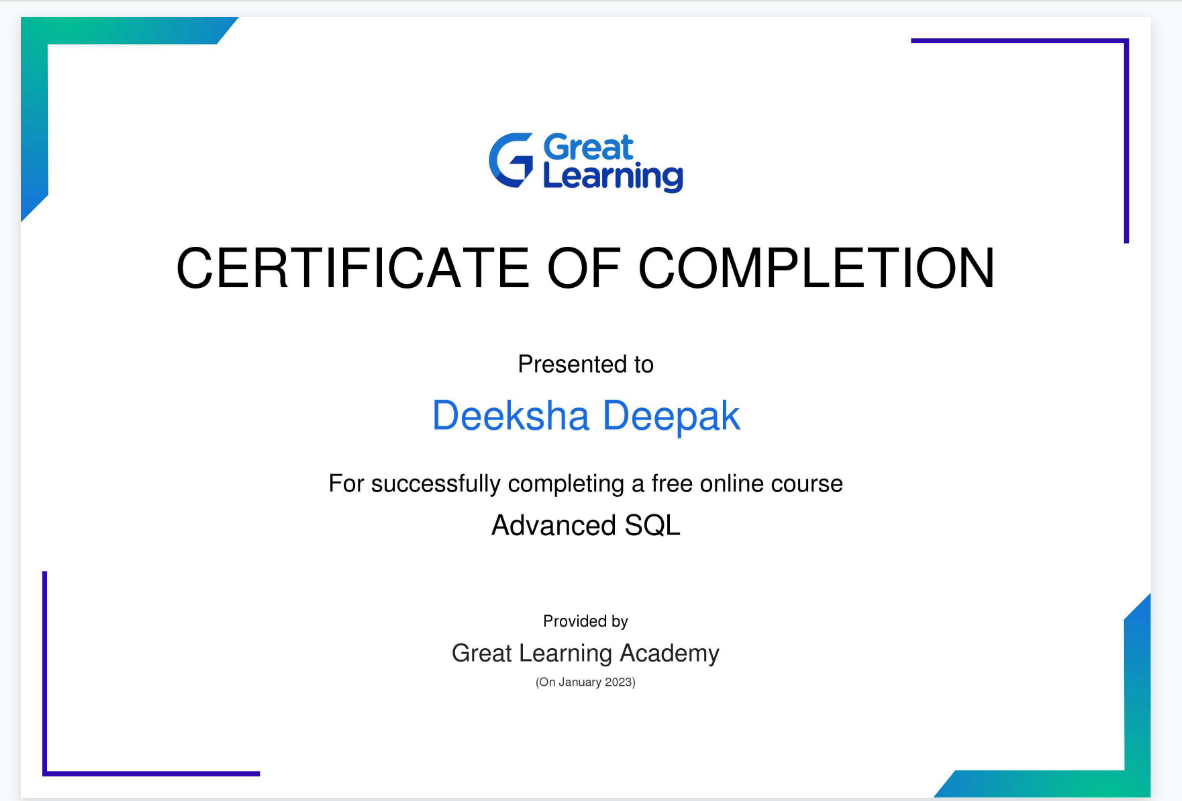 Great
Learning
CERTIFICATE OF COMPLETION
Presented to
Deeksha Deepak
For successfully completing a free online course
Advanced SQL
Provided by
Great Learning Academy
(On January 2023)